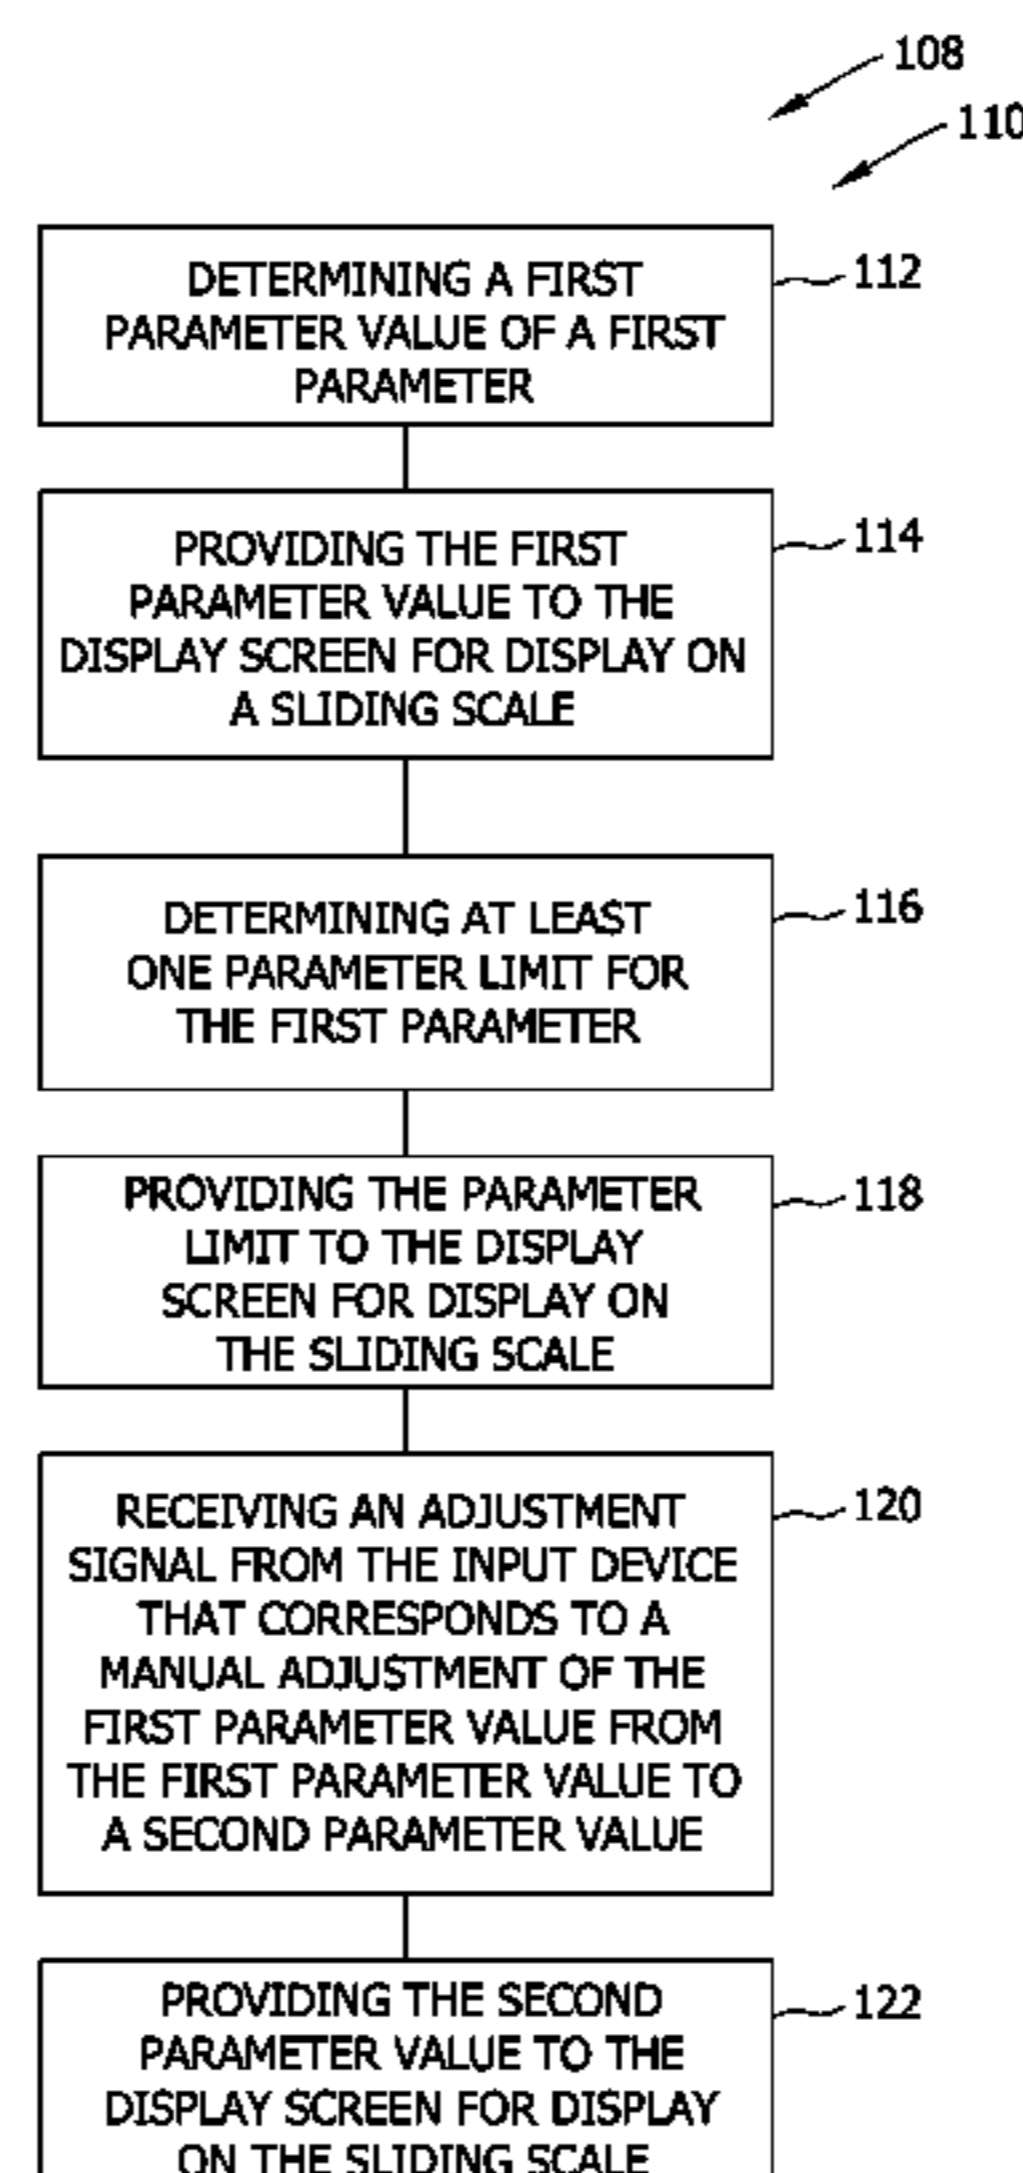 108
110
DETERMINING A FIRST
PARAMETER VALUE OF A FIRST
PARAMETER
112
PROVIDING THE FIRST
PARAMETER VALUE TO THE
DISPLAY SCREEN FOR DISPLAY ON
A SLIDING SCALE
114
DETERMINING AT LEAST
ONE PARAMETER LIMIT FOR
THE FIRST PARAMETER
116
PROVIDING THE PARAMETER
LIMIT TO THE DISPLAY
SCREEN FOR DISPLAY ON
THE SLIDING SCALE
118
RECEIVING AN ADJUSTMENT
SIGNAL FROM THE INPUT DEVICE
THAT CORRESPONDS TO A
MANUAL ADJUSTMENT OF THE
FIRST PARAMETER VALUE FROM
THE FIRST PARAMETER VALUE TO
A SECOND PARAMETER VALUE
120
PROVIDING THE SECOND
PARAMETER VALUE TO THE
DISPLAY SCREEN FOR DISPLAY
ON THE SLIDING SCALE
122